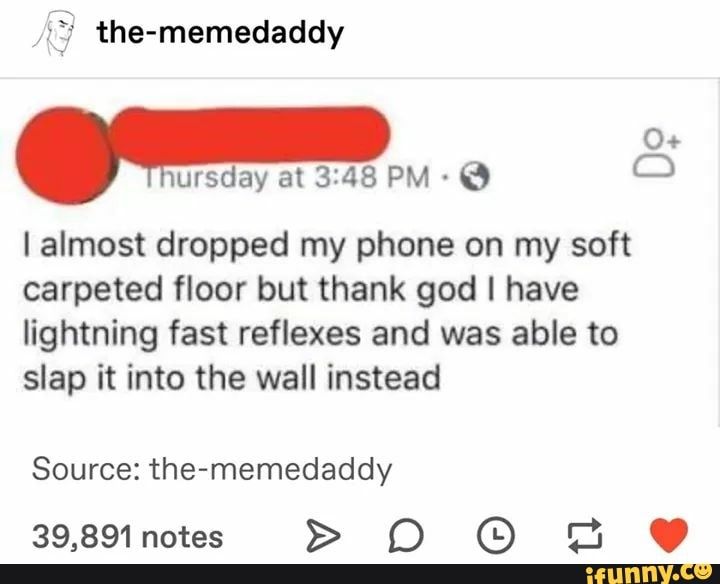 the-memedaddy
Thursday at 3:48 PM ·
I almost dropped my phone on my soft
carpeted floor but thank god I have
lightning fast reflexes and was able to
slap it into the wall instead
Source: the-memedaddy
39,891 notes
ifunny.co